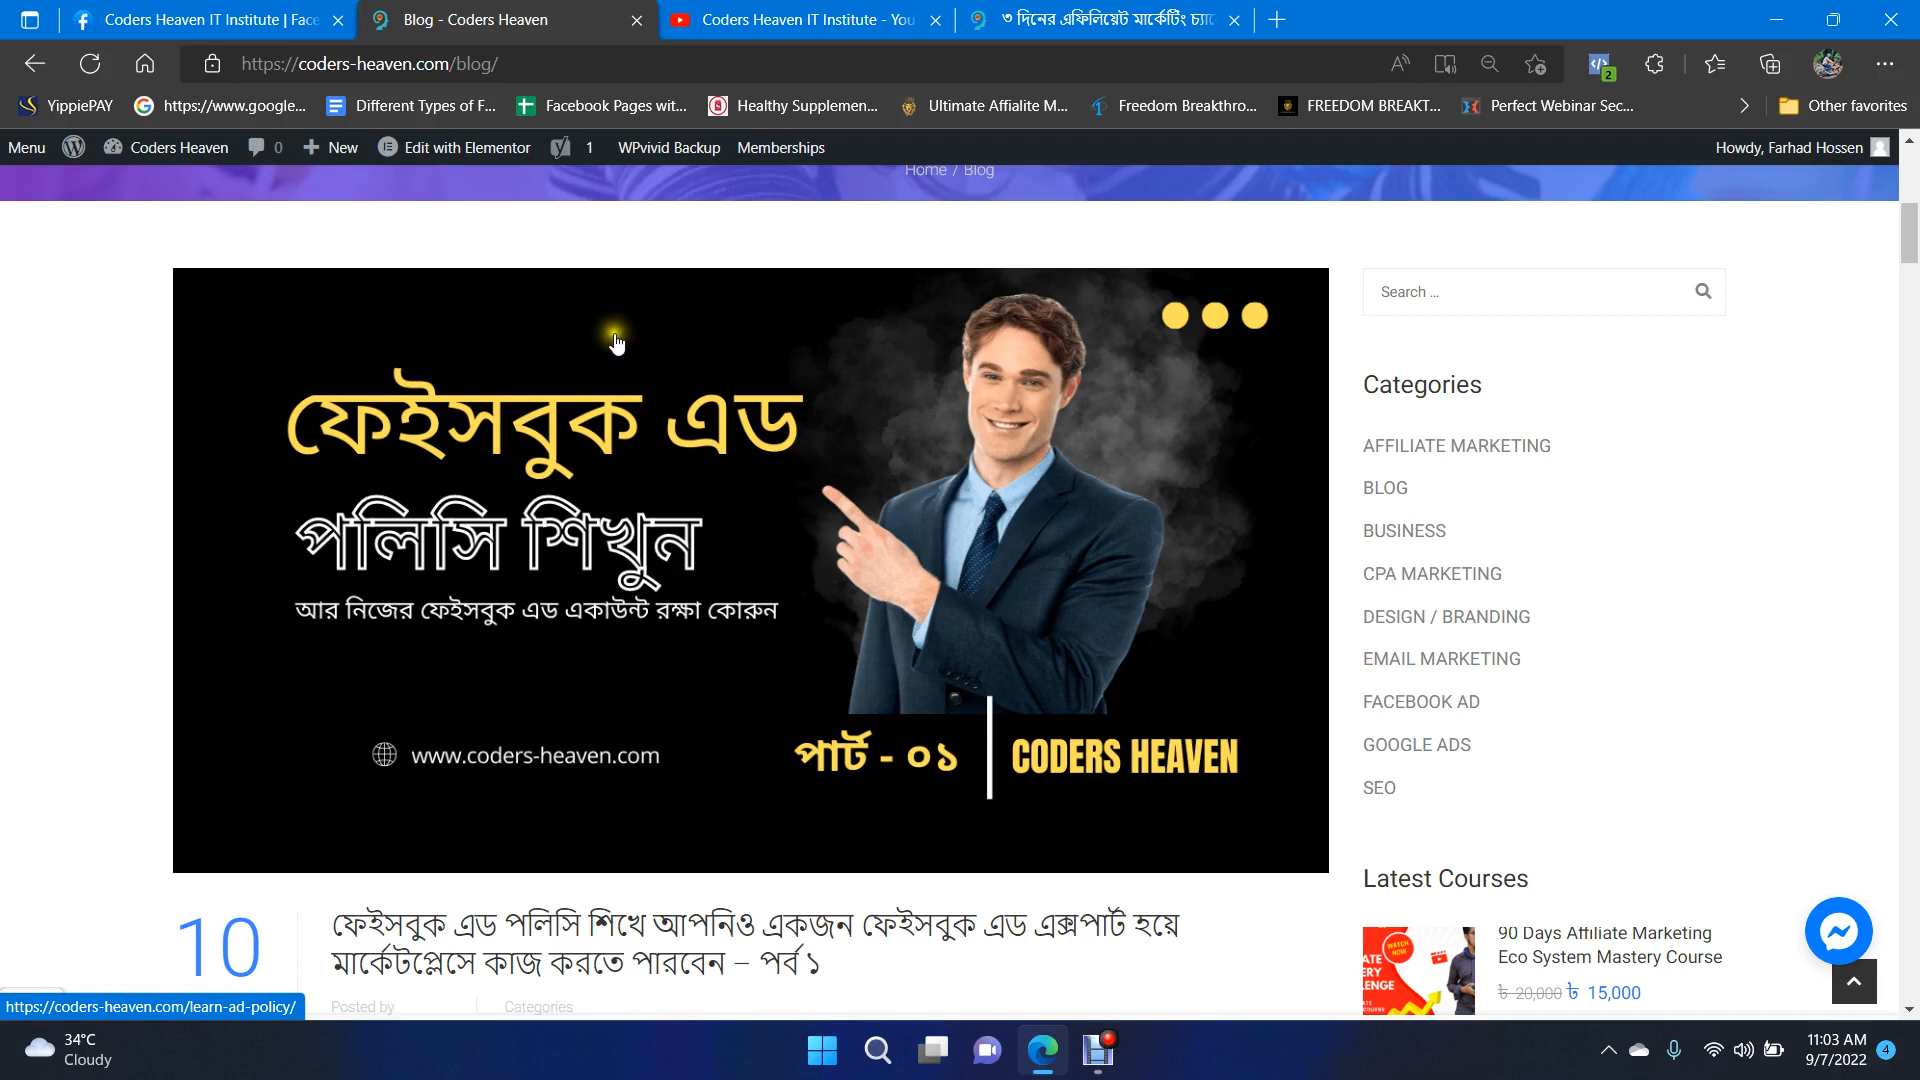 Coders Heaven IT Institute | Face
Blog - Coders Heaven
Coders Heaven IT Institute - You
৩ দিনের এফিলিয়েট মার্কেটিং চ্যা
https://coders-heaven.com/blog/
2
YippiePAY
https://www.google...
Different Types of F...
Facebook Pages wit...
Healthy Supplemen...
Ultimate Affialite M...
Freedom Breakthro...
FREEDOM BREAKT...
Perfect Webinar Sec...
Other favorites
Menu
Coders Heaven
0
New
Edit with Elementor
1
WPvivid Backup
Memberships
Howdy, Farhad Hossen
Home / Blog
ফেইসবুক এড
পলিসি শিখুন
আর নিজের ফেইসবুক এড একাউন্ট রক্ষা কোরুন
www.coders-heaven.com
পার্ট - ০১
CODERS HEAVEN
Search ...
Categories
AFFILIATE MARKETING
BLOG
BUSINESS
CPA MARKETING
DESIGN / BRANDING
EMAIL MARKETING
FACEBOOK AD
GOOGLE ADS
SEO
Latest Courses
WATCH
NOW
90 Days Affiliate Marketing
Eco System Mastery Course
৳ 20,000 ৳ 15,000
10
ফেইসবুক এড পলিসি শিখে আপনিও একজন ফেইসবুক এড এক্সপার্ট হয়ে
মার্কেটপ্লেসে কাজ করতে পারবেন – পর্ব ১
Posted by
Categories
https://coders-heaven.com/learn-ad-policy/
34°C
Cloudy
11:03 AM
9/7/2022
4